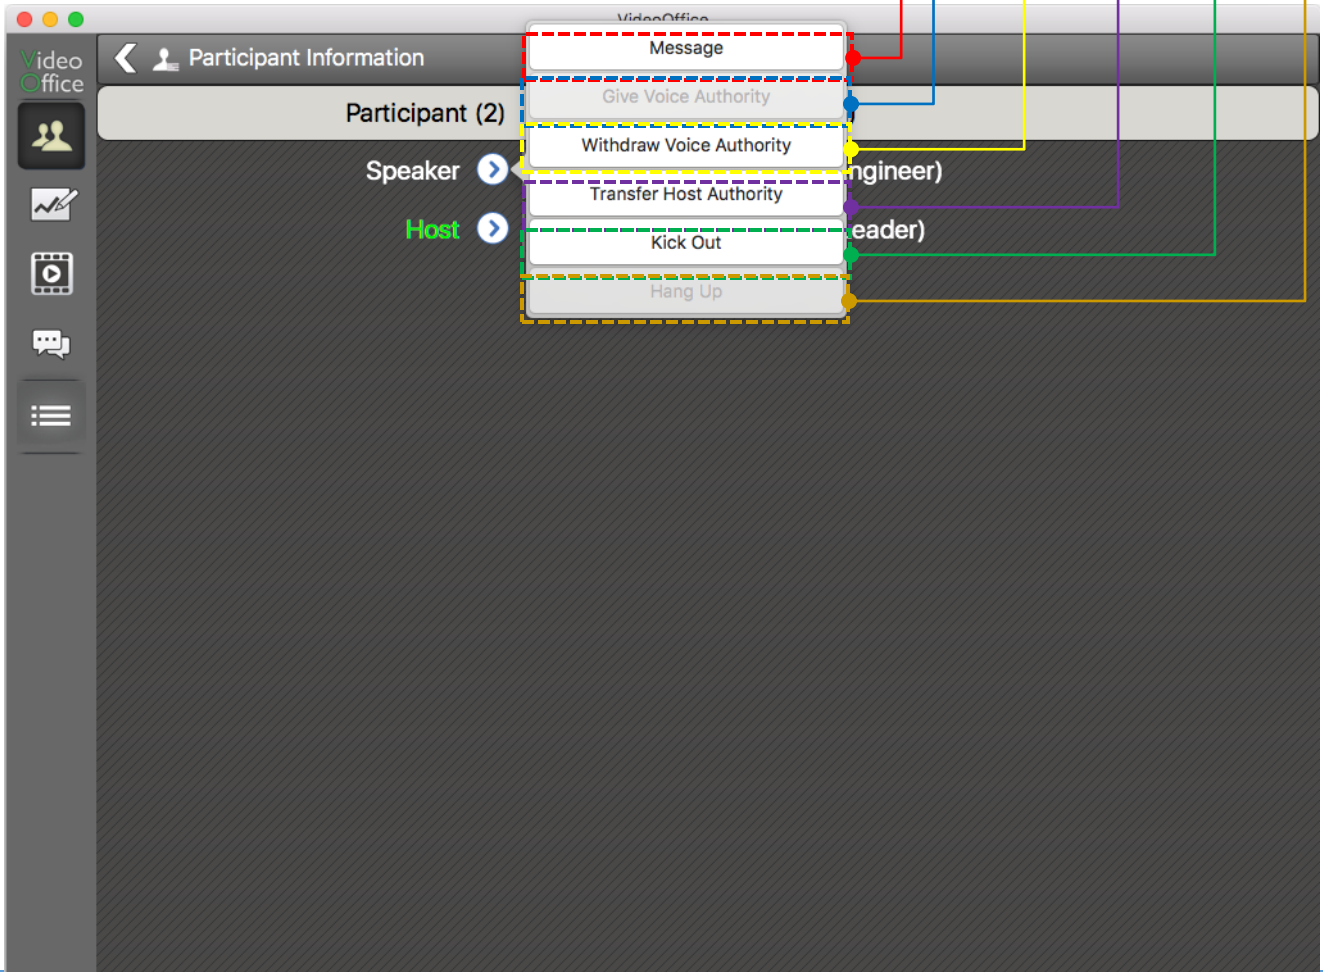 VideoOffice
Video
Office
Participant Information
Message
Give Voice Authority
Participant (2)
Withdraw Voice Authority
Speaker
ngineer)
Transfer Host Authority
Host
eader)
Kick Out
Hang Up